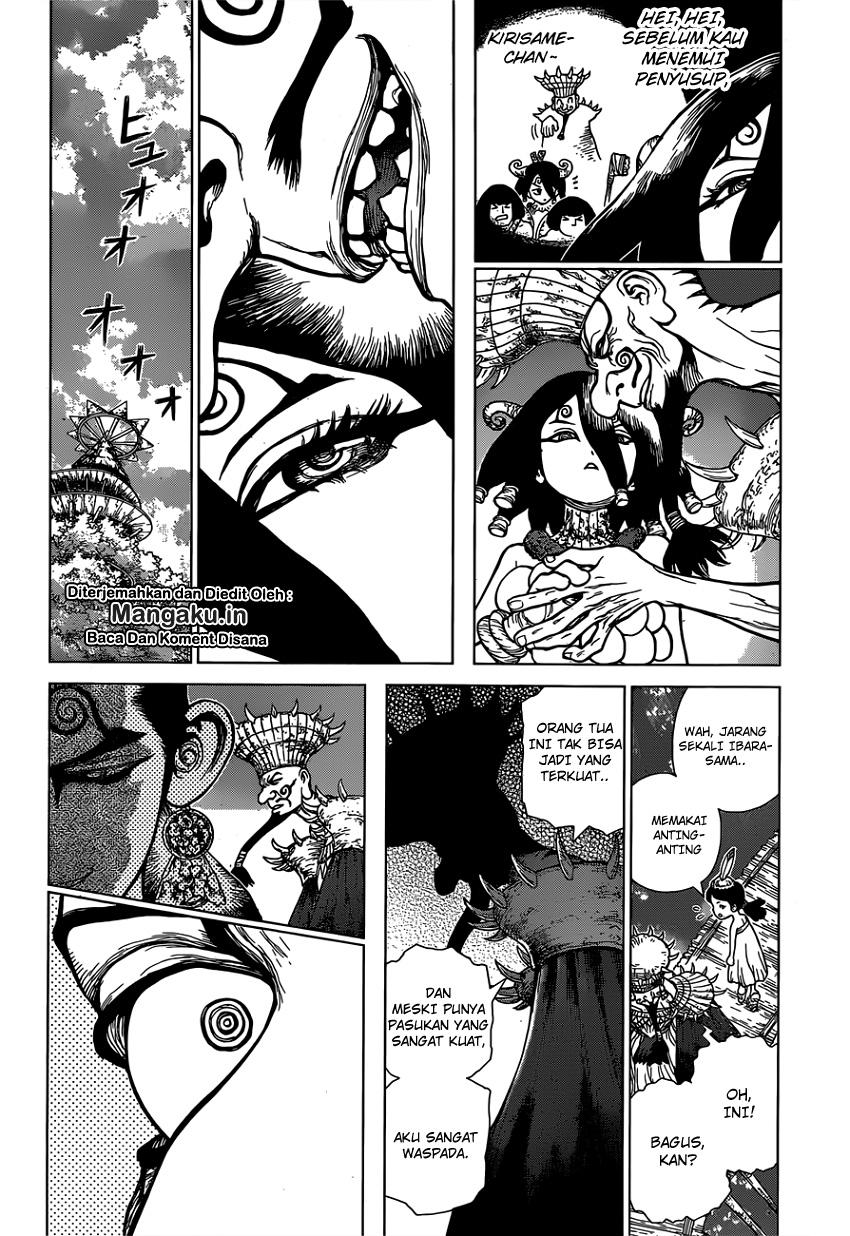 HEI, HEI,
SEBELUM KAU
MENEMUI
PENYUSUP,
KIRISAME-
CHAN~
ヒュオオオオオ
Diterjemahkan dan Diedit Oleh :
Mangaku.in
Baca Dan Koment Disana
WAH, JARANG
SEKALI IBARA-
SAMA..
MEMAKAI
ANTING-
ANTING
OH,
INI!
BAGUS,
KAN?
ORANG TUA
INI TAK BISA
JADI YANG
TERKUAT..
DAN
MESKI PUNYA
PASUKAN YANG
SANGAT KUAT,
AKU SANGAT
WASPADA.